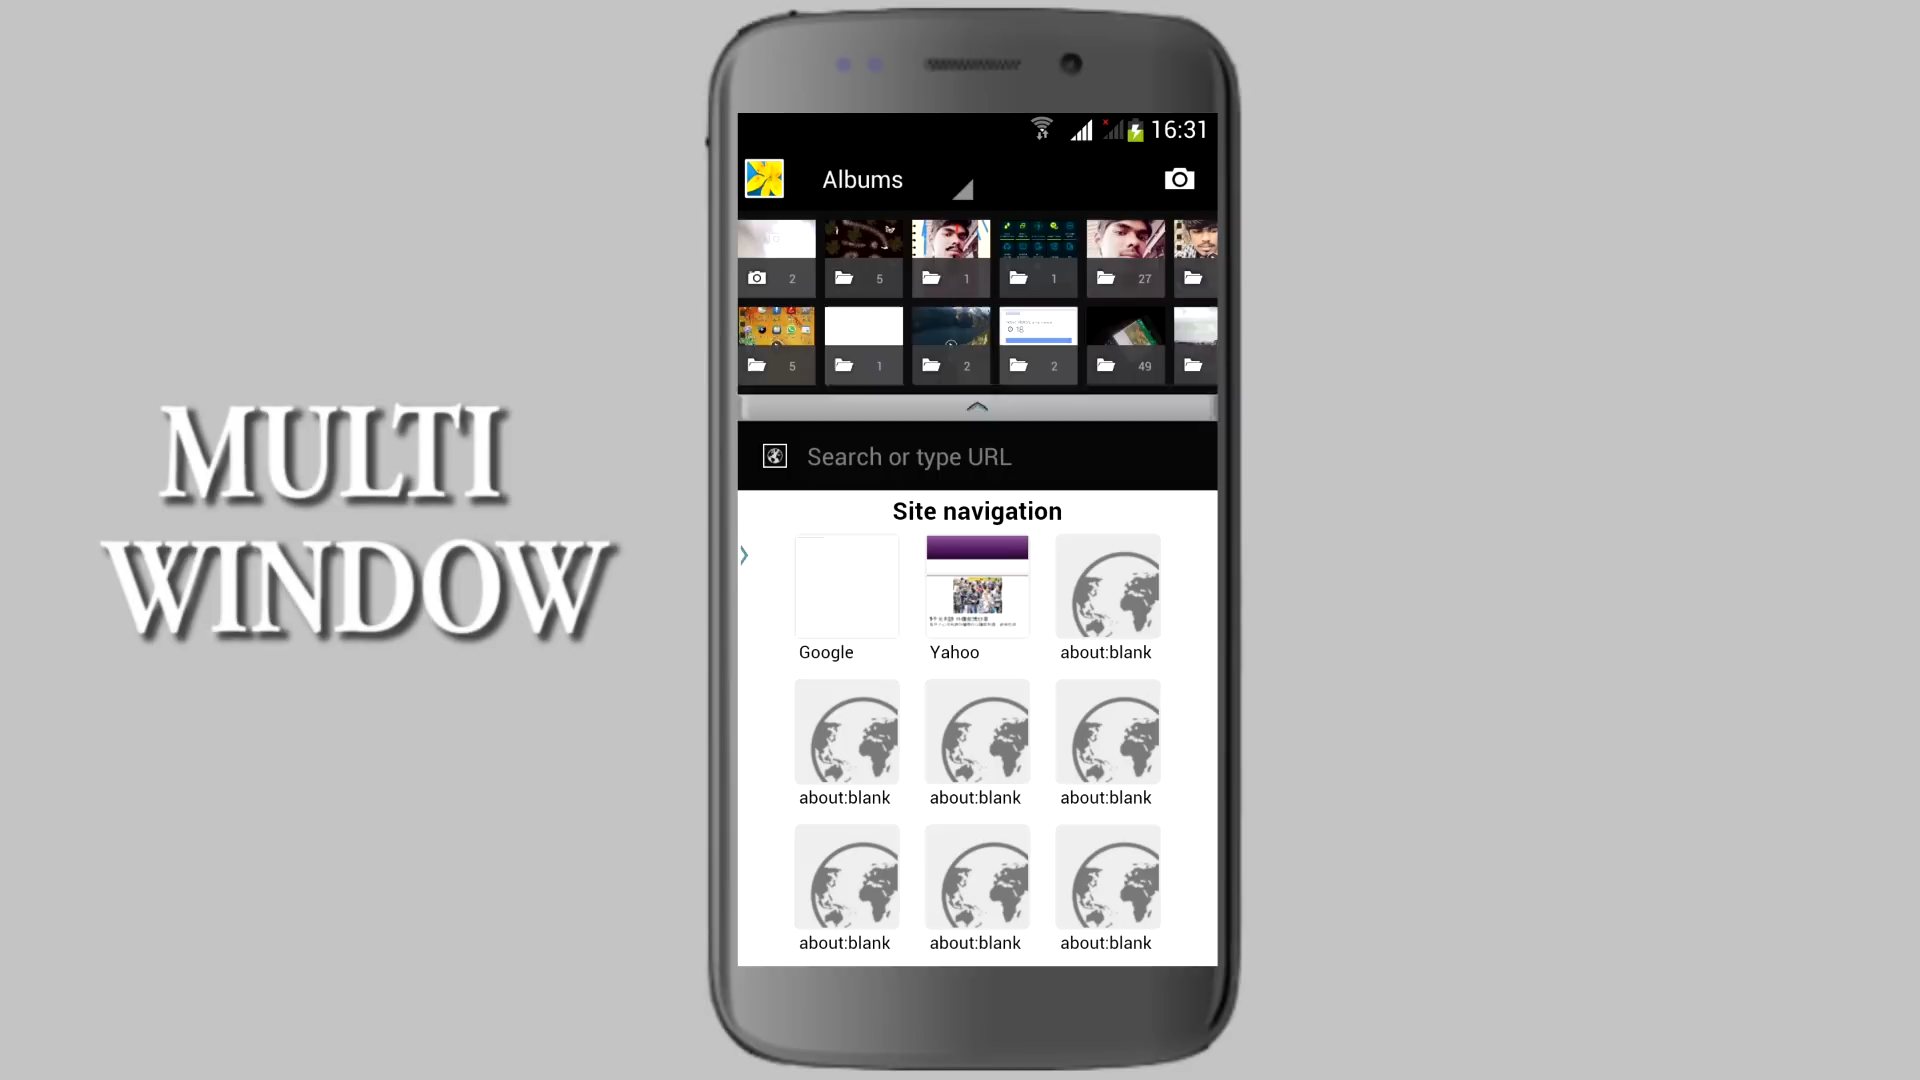 MULTI
WINDOW
16:31
Albums
2
5
1
1
27
5
1
2
2
49
Search or type URL
Site navigation
Google
Yahoo
about:blank
about:blank
about:blank
about:blank
about:blank
about:blank
about:blank